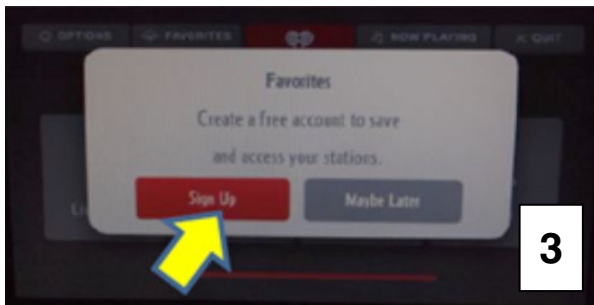 OPTIONS FAVORITES NOW PLAYING X QUIT
Favorites
Create a free account to save
and access your stations.
Sign Up Maybe Later
3